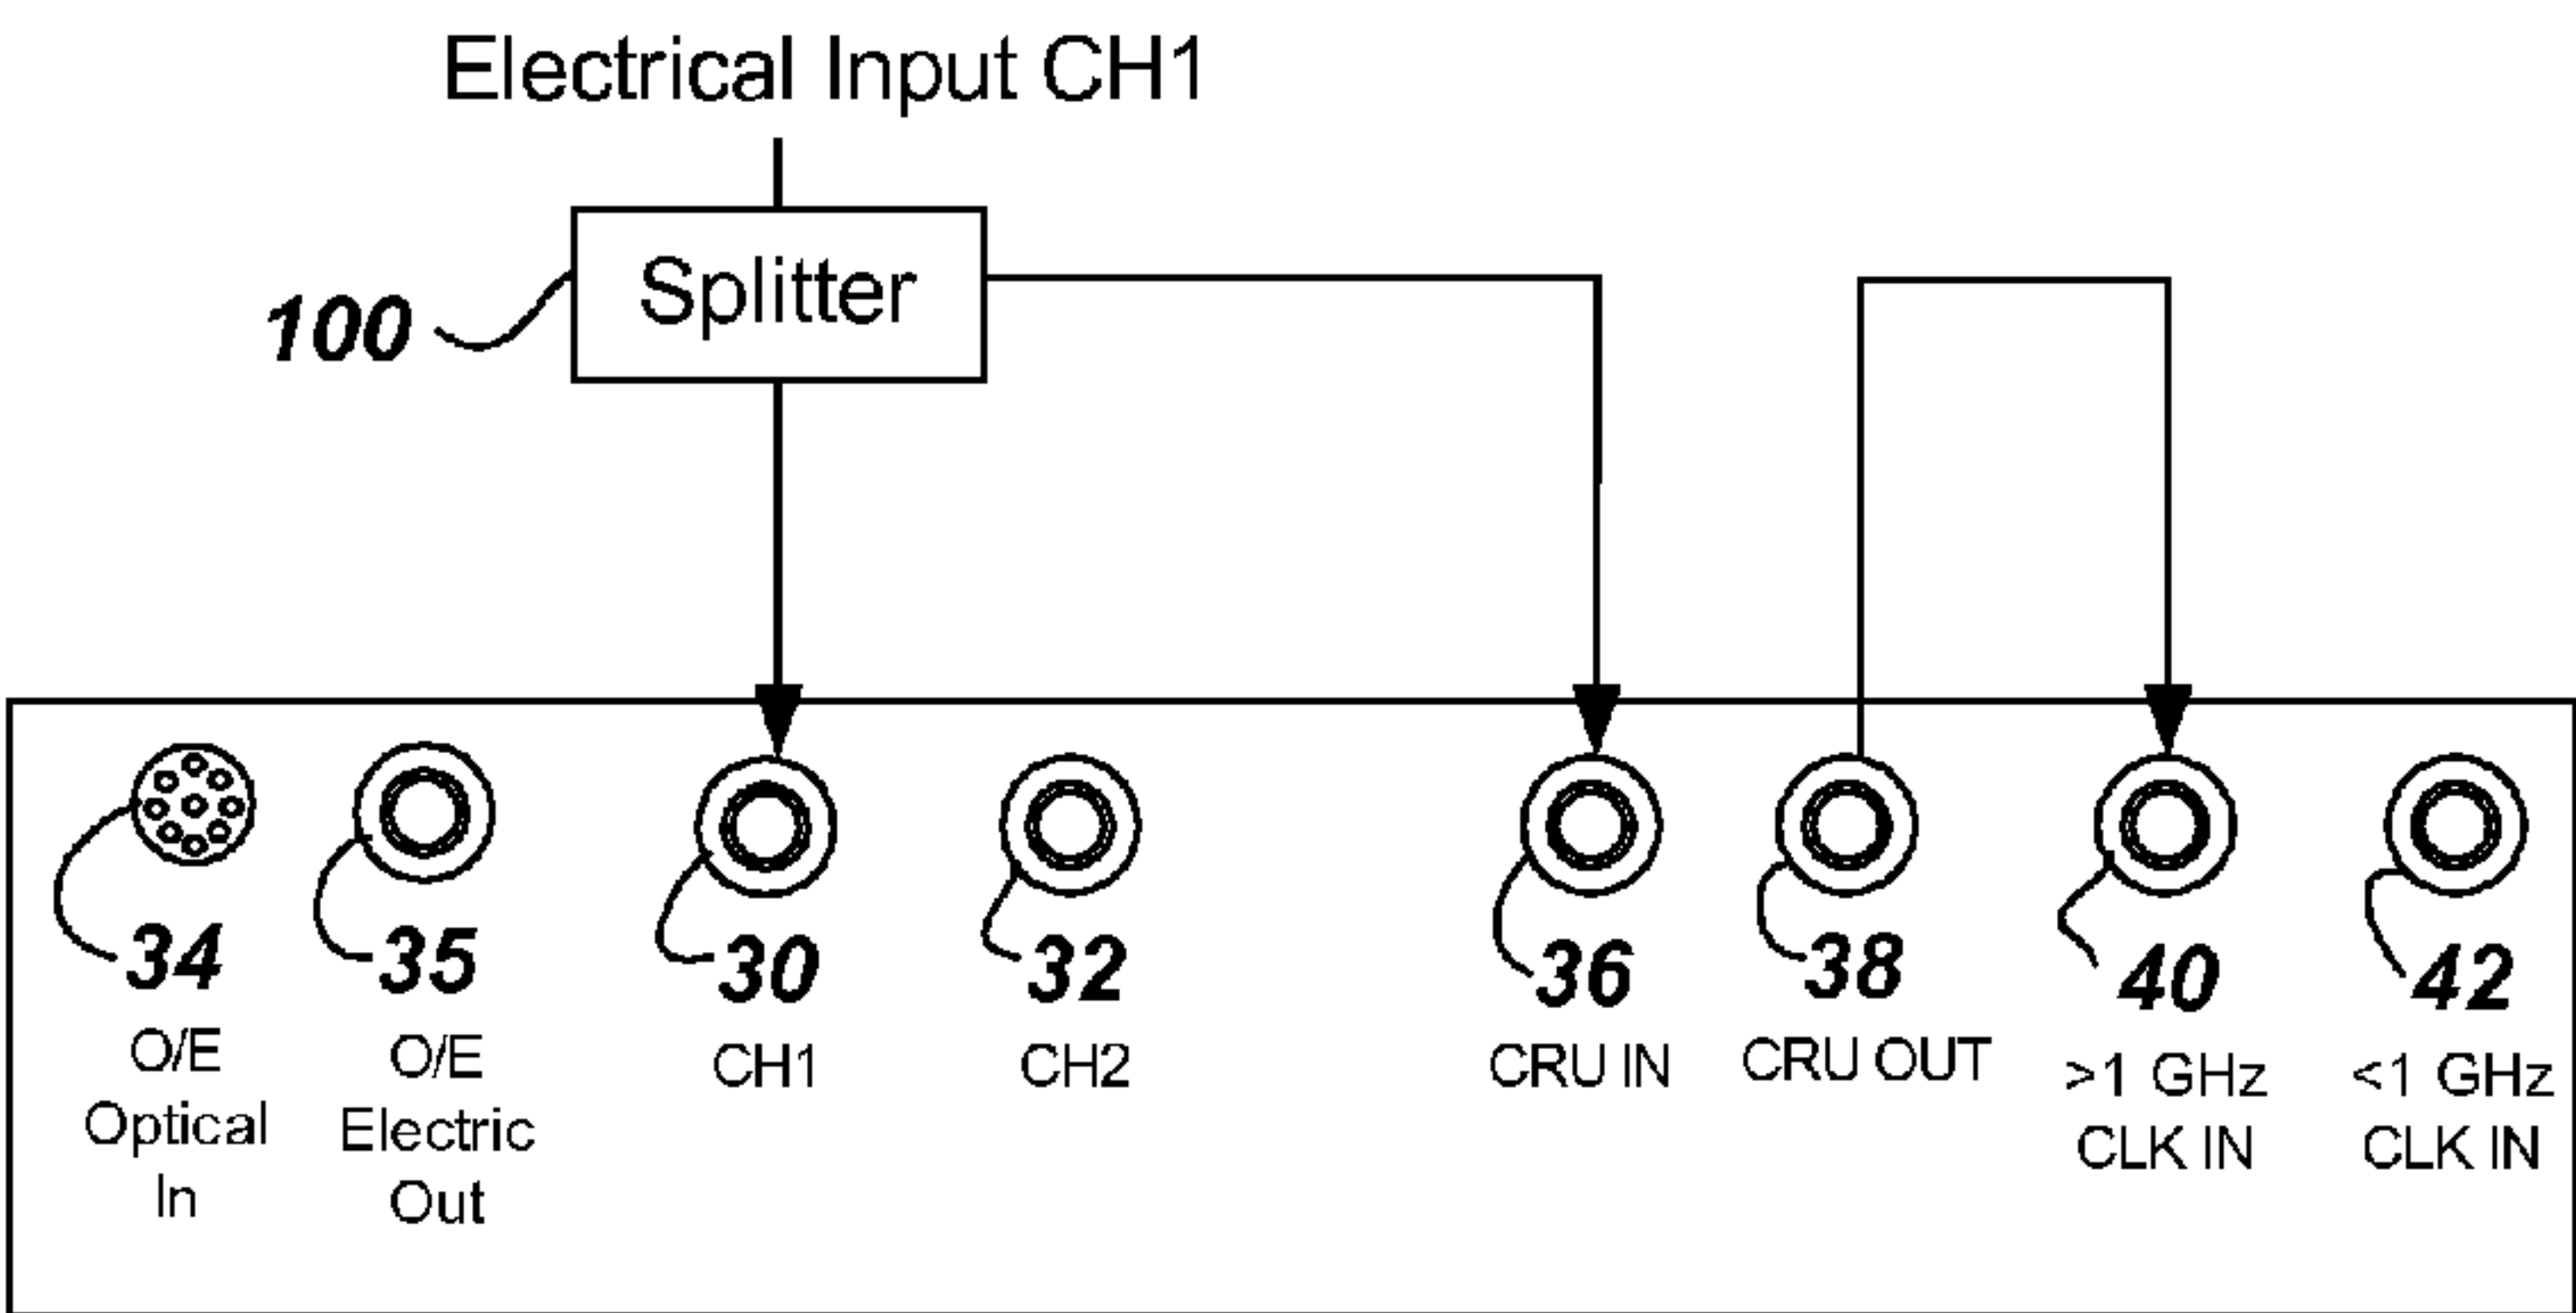 Electrical Input CH1
Splitter
100
34
35
30
32
36
38
40
42
O/E
Optical
In
O/E
Electric
Out
CH1
CH2
CRU IN
CRU OUT
>1 GHz
CLK IN
<1 GHz
CLK IN